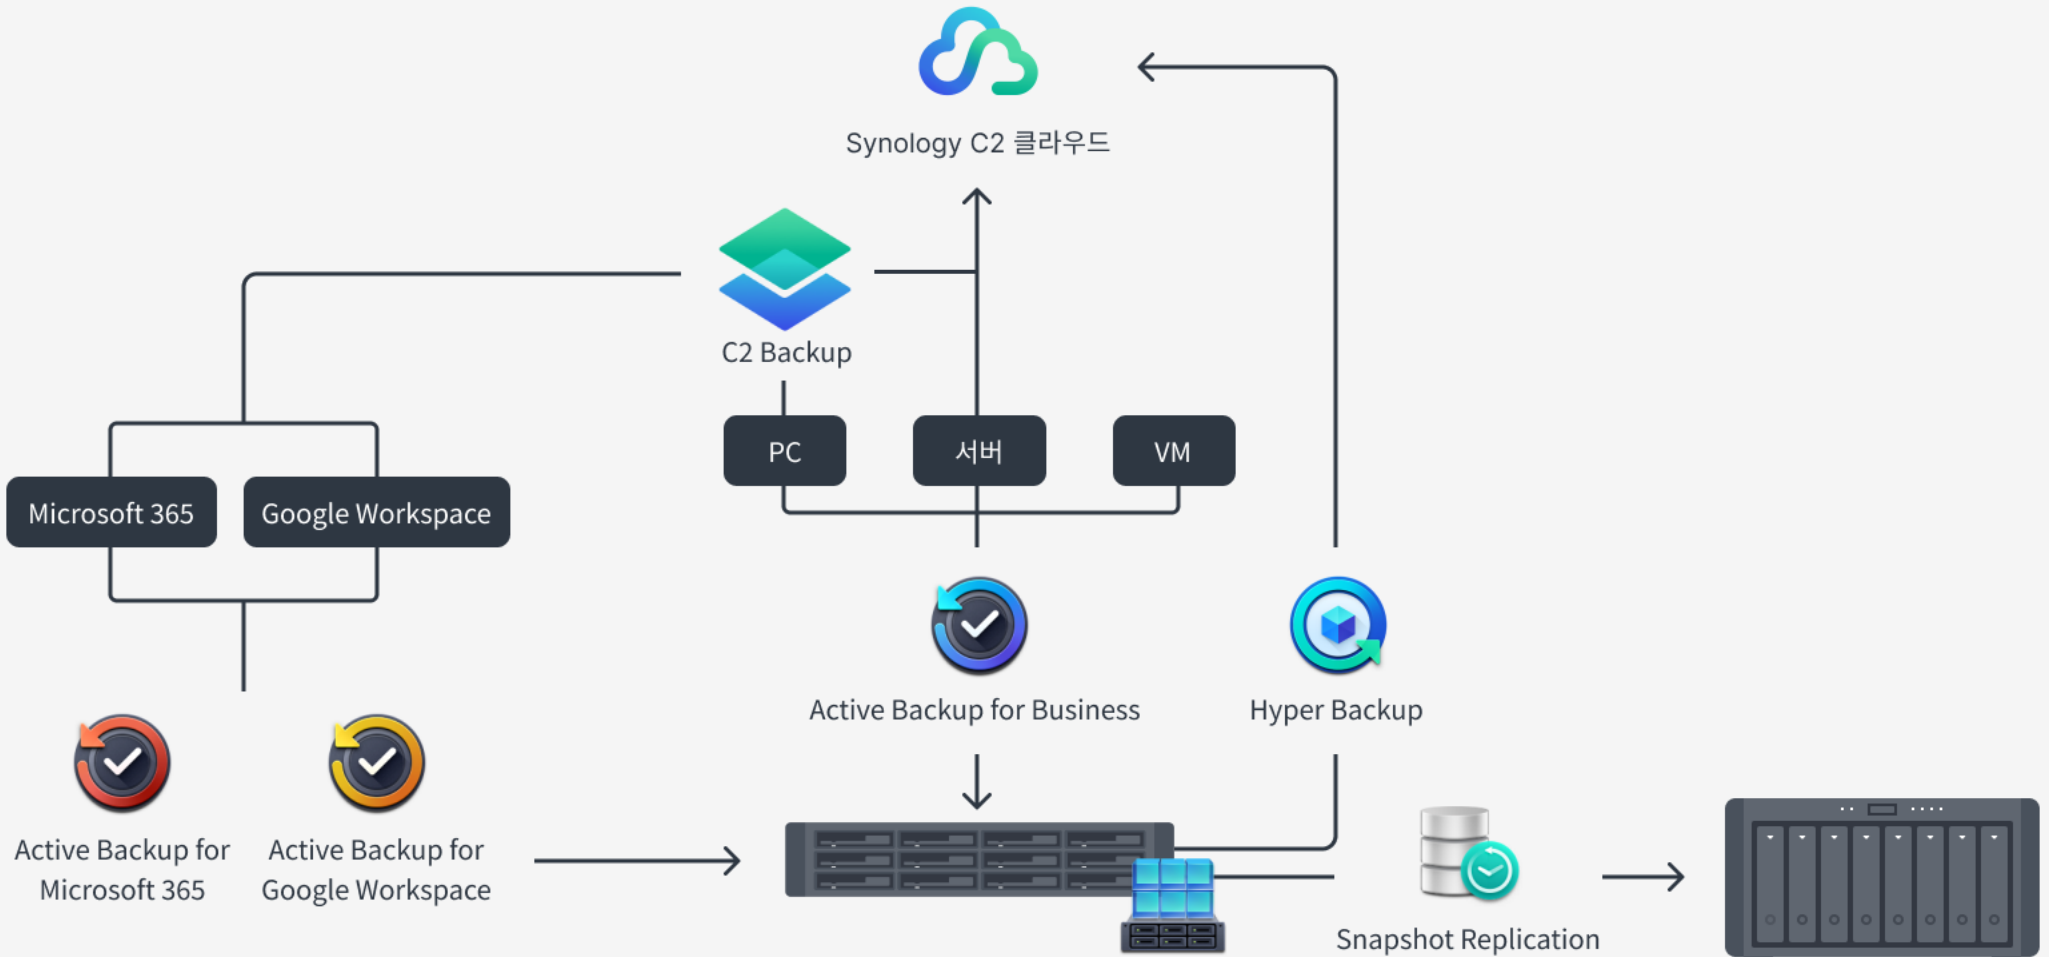 Synology C2 클라우드
C2 Backup
PC
서버
VM
Microsoft 365
Google Workspace
Active Backup for Business
Hyper Backup
Active Backup for
Microsoft 365
Active Backup for
Google Workspace
Snapshot Replication